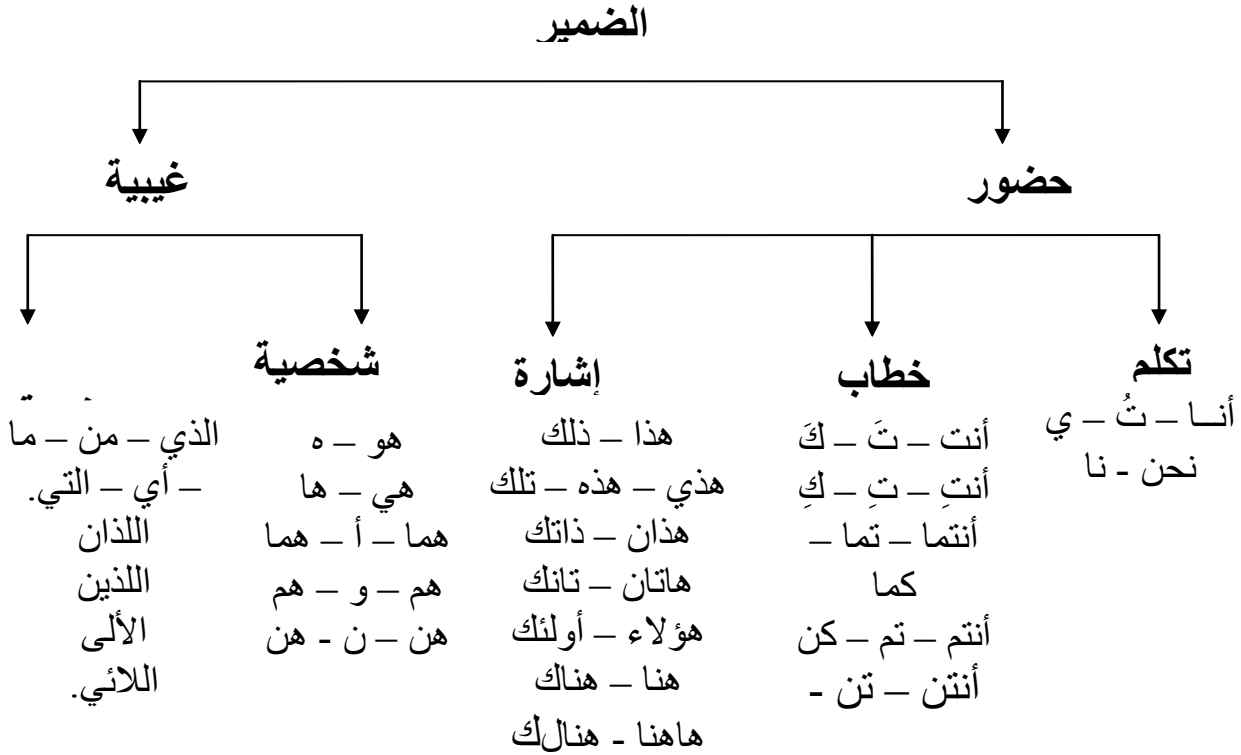 الضمير
حضور
غيبية
تكلم
أنــا – تُ – ي
نحن - نا
خطاب
أنت – تَ – كَ
أنتِ – تِ – كِ
أنتما – تما –
كما
أنتم – تم – كن
أنتن – تن -
إشارة
هذا – ذلك
هذي – هذه – تلك
هذان – ذاتك
هاتان – تانك
هؤلاء – أولئك
هنا – هناك
هاهنا - هنالك
شخصية
هو – ه
هي – ها
هما – أ – هما
هم – و – هم
هن – ن - هن
الذي – من – ما
– أي – التي.
اللذان
اللذين
الألى
اللائي.